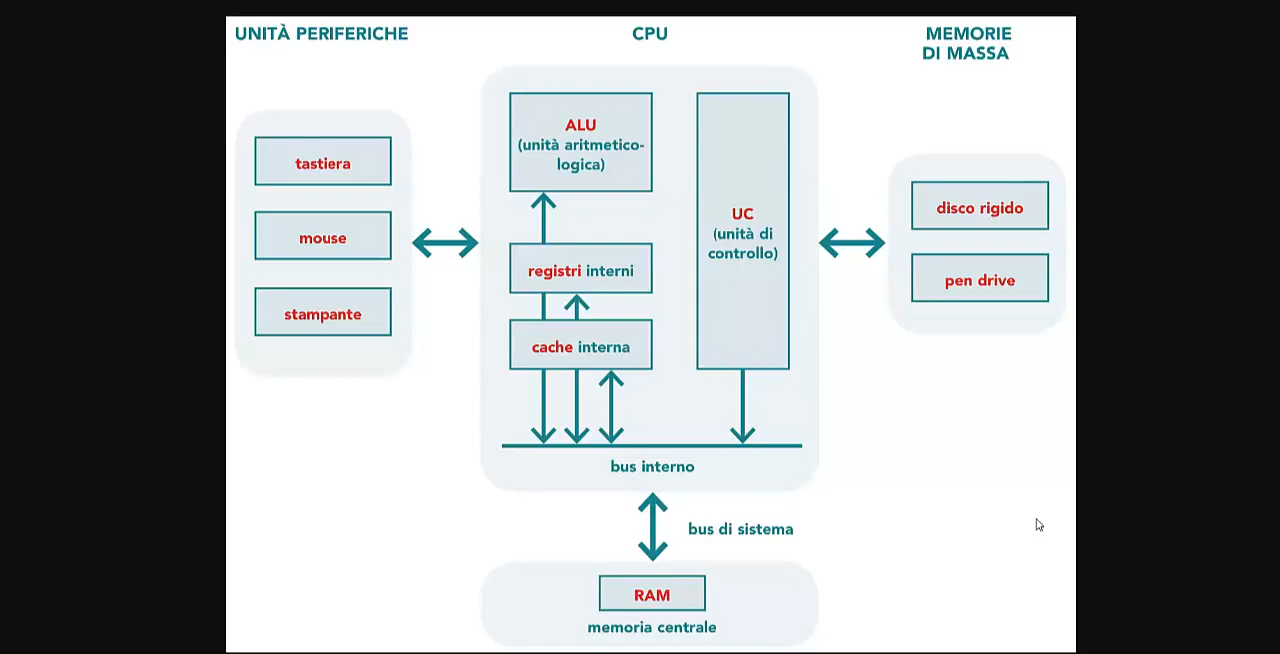 UNITÀ PERIFERICHE
CPU
MEMORIE
DI MASSA
tastiera
mouse
stampante
ALU
(unità aritmetico-
logica)
registri interni
cache interna
UC
(unità di
controllo)
bus interno
disco rigido
pen drive
bus di sistema
RAM
memoria centrale